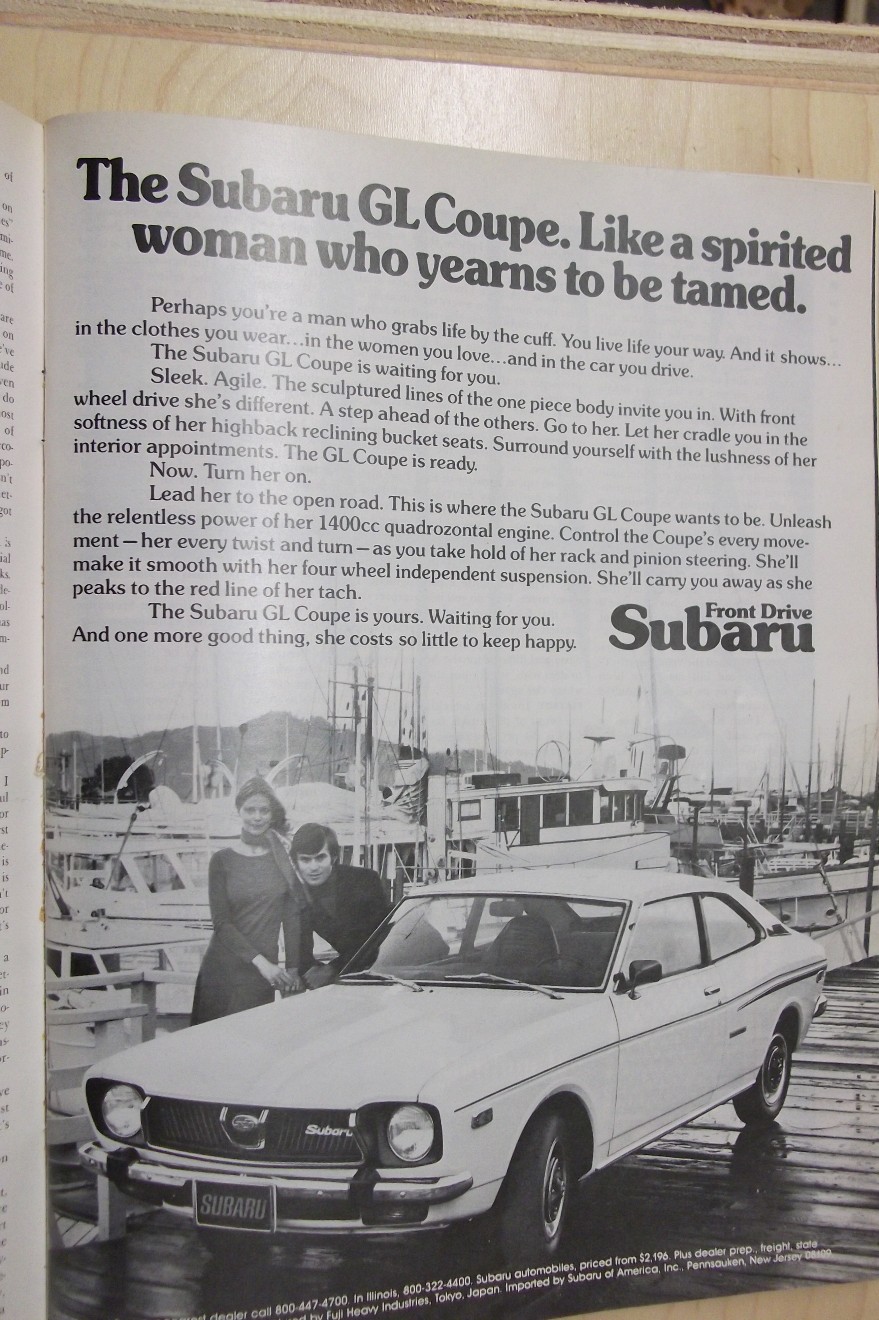 The Subaru GL Coupe. Like a spirited
woman who yearns to be tamed.
Perhaps you're a man who grabs life by the cuff. You live life your way. And it shows...
in the clothes you wear...in the women you love...and in the car you drive.
The Subaru GL Coupe is waiting for you.
Sleek. Agile. The sculptured lines of the one piece body invite you in. With front
wheel drive she's different. A step ahead of the others. Go to her. Let her cradle you in the
softness of her highback reclining bucket seats. Surround yourself with the lushness of her
interior appointments. The GL Coupe is ready.
Now. Turn her on.
Lead her to the open road. This is where the Subaru GL Coupe wants to be. Unleash
the relentless power of her 1400cc quadrozontal engine. Control the Coupe's every move-
ment—her every twist and turn—as you take hold of her rack and pinion steering. She'll
make it smooth with her four wheel independent suspension. She'll carry you away as she
peaks to the red line of her tach.
The Subaru GL Coupe is yours. Waiting for you.
And one more good thing, she costs so little to keep happy.
Front Drive
Subaru
Subaru
SUBARU
dealer call 800-447-4700. In Illinois, 800-322-4400. Subaru automobiles, priced from $2,196. Plus dealer prep., freight, state
by Fuji Heavy Industries, Tokyo, Japan. Imported by Subaru of America, Inc., Pennsauken, New Jersey 08109